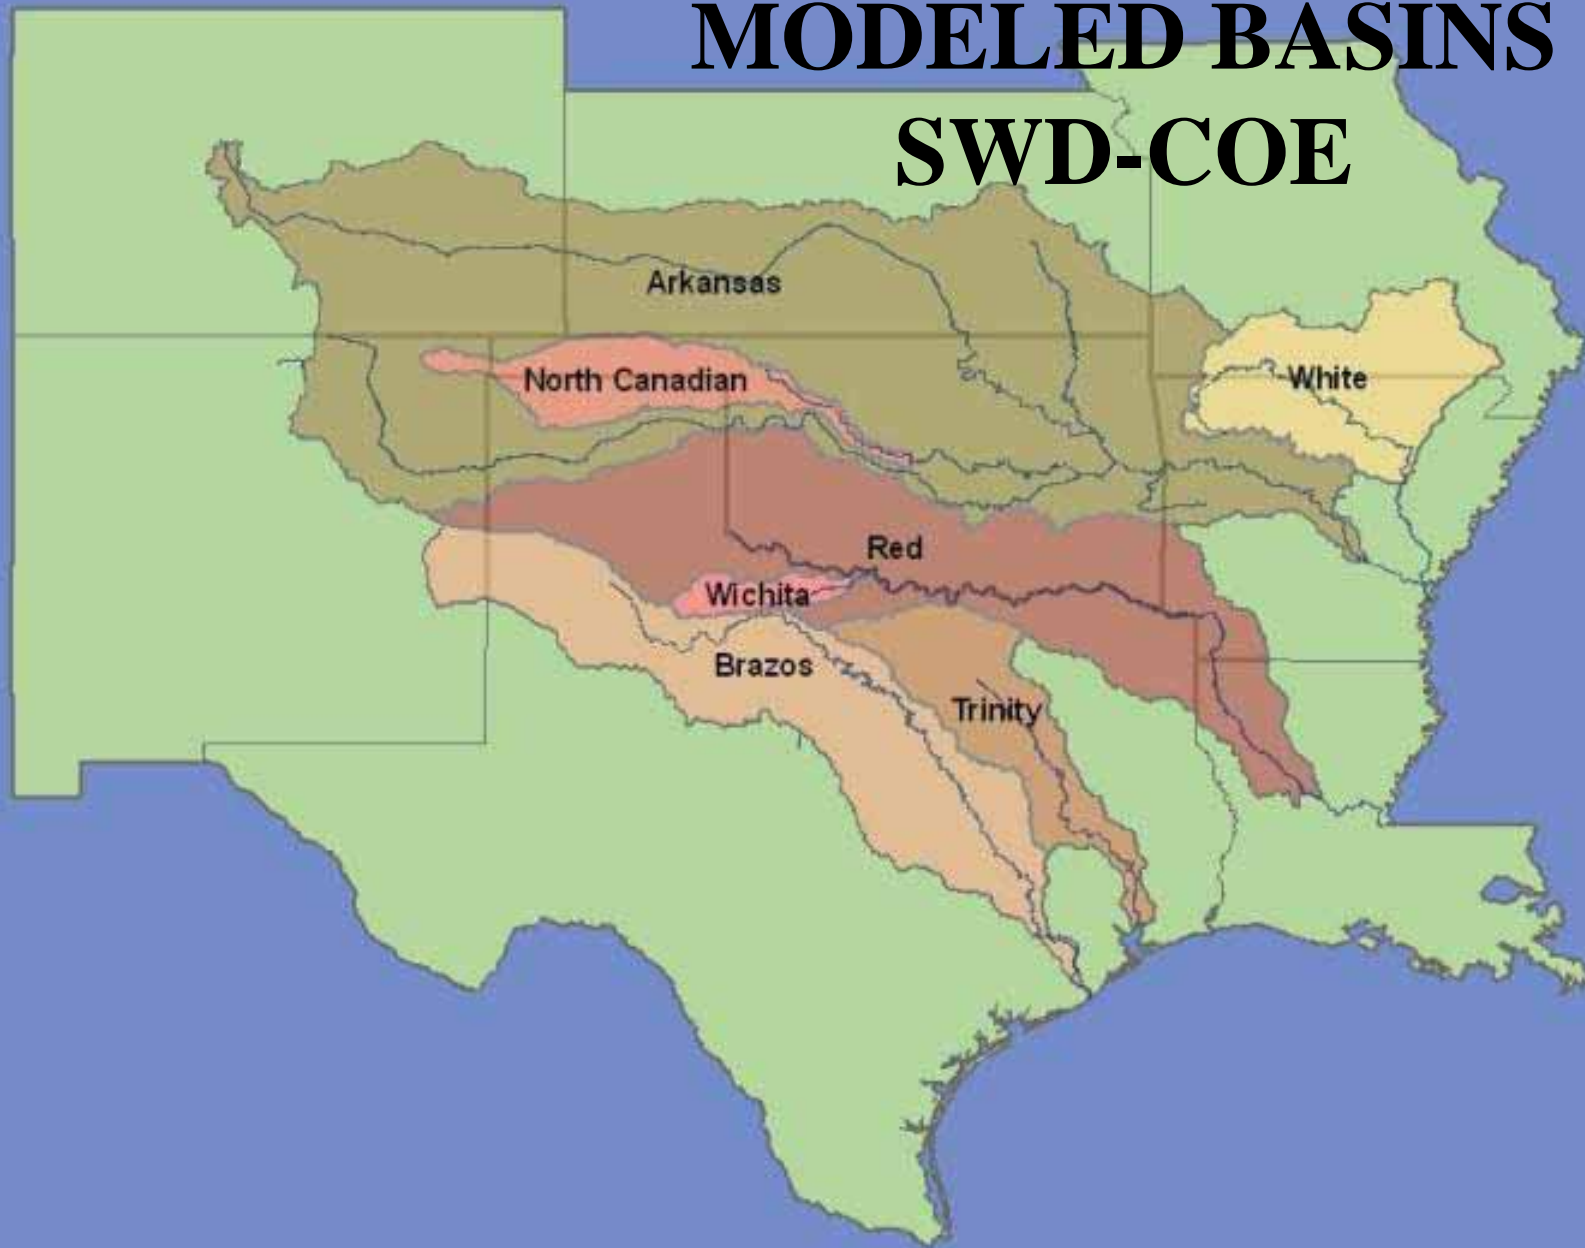 MODELED BASINS
SWD-COE
Arkansas
North Canadian
White
Red
Wichita
Brazos
Trinity